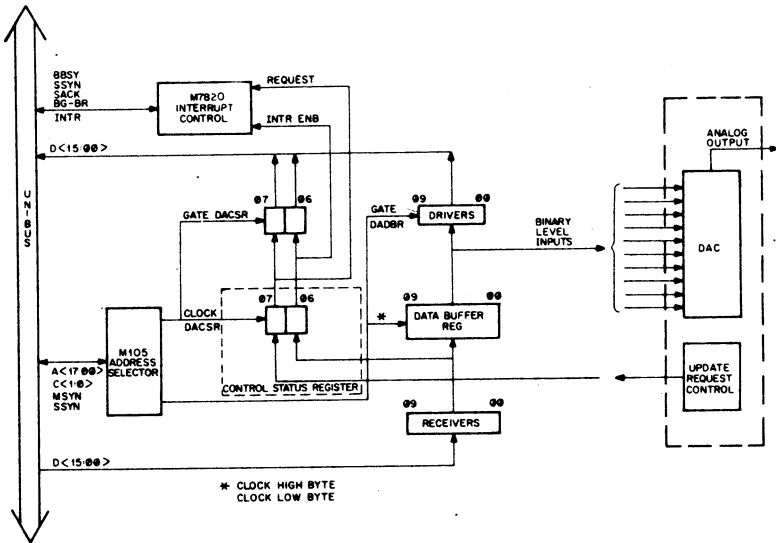 BBSY
SSYN
SACK
BG-BR
INTR
M7820
INTERRUPT
CONTROL
REQUEST
INTR ENB
D<15:00>
UNIBUS
07 06
GATE DACSR
09 00
GATE
DADBR
DRIVERS
BINARY
LEVEL
INPUTS
ANALOG
OUTPUT
DAC
07 06
CLOCK
DACSR
*
09 00
DATA BUFFER
REG
M105
ADDRESS
SELECTOR
A<17:00>
C<1:0>
MSYN
SSYN
CONTROL STATUS REGISTER
UPDATE
REQUEST
CONTROL
09 00
RECEIVERS
D<15:00>
* CLOCK HIGH BYTE
CLOCK LOW BYTE